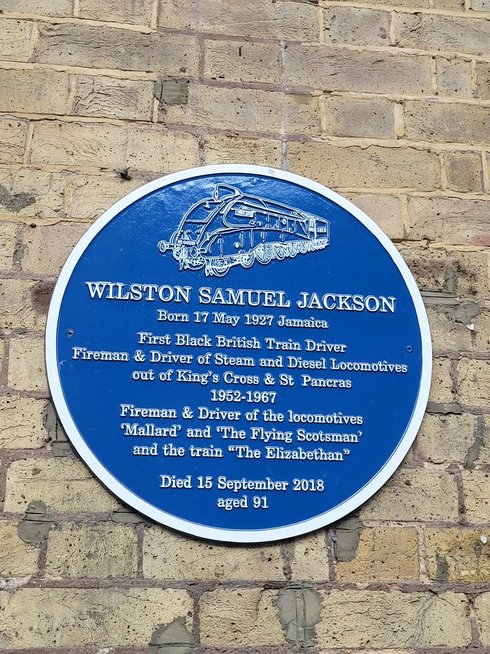 WILSTON SAMUEL JACKSON
Born 17 May 1927 Jamaica
First Black British Train Driver
Fireman & Driver of Steam and Diesel Locomotives
out of King's Cross & St Pancras
1952-1967
Fireman & Driver of the locomotives
'Mallard' and 'The Flying Scotsman'
and the train "The Elizabethan"
Died 15 September 2018
aged 91